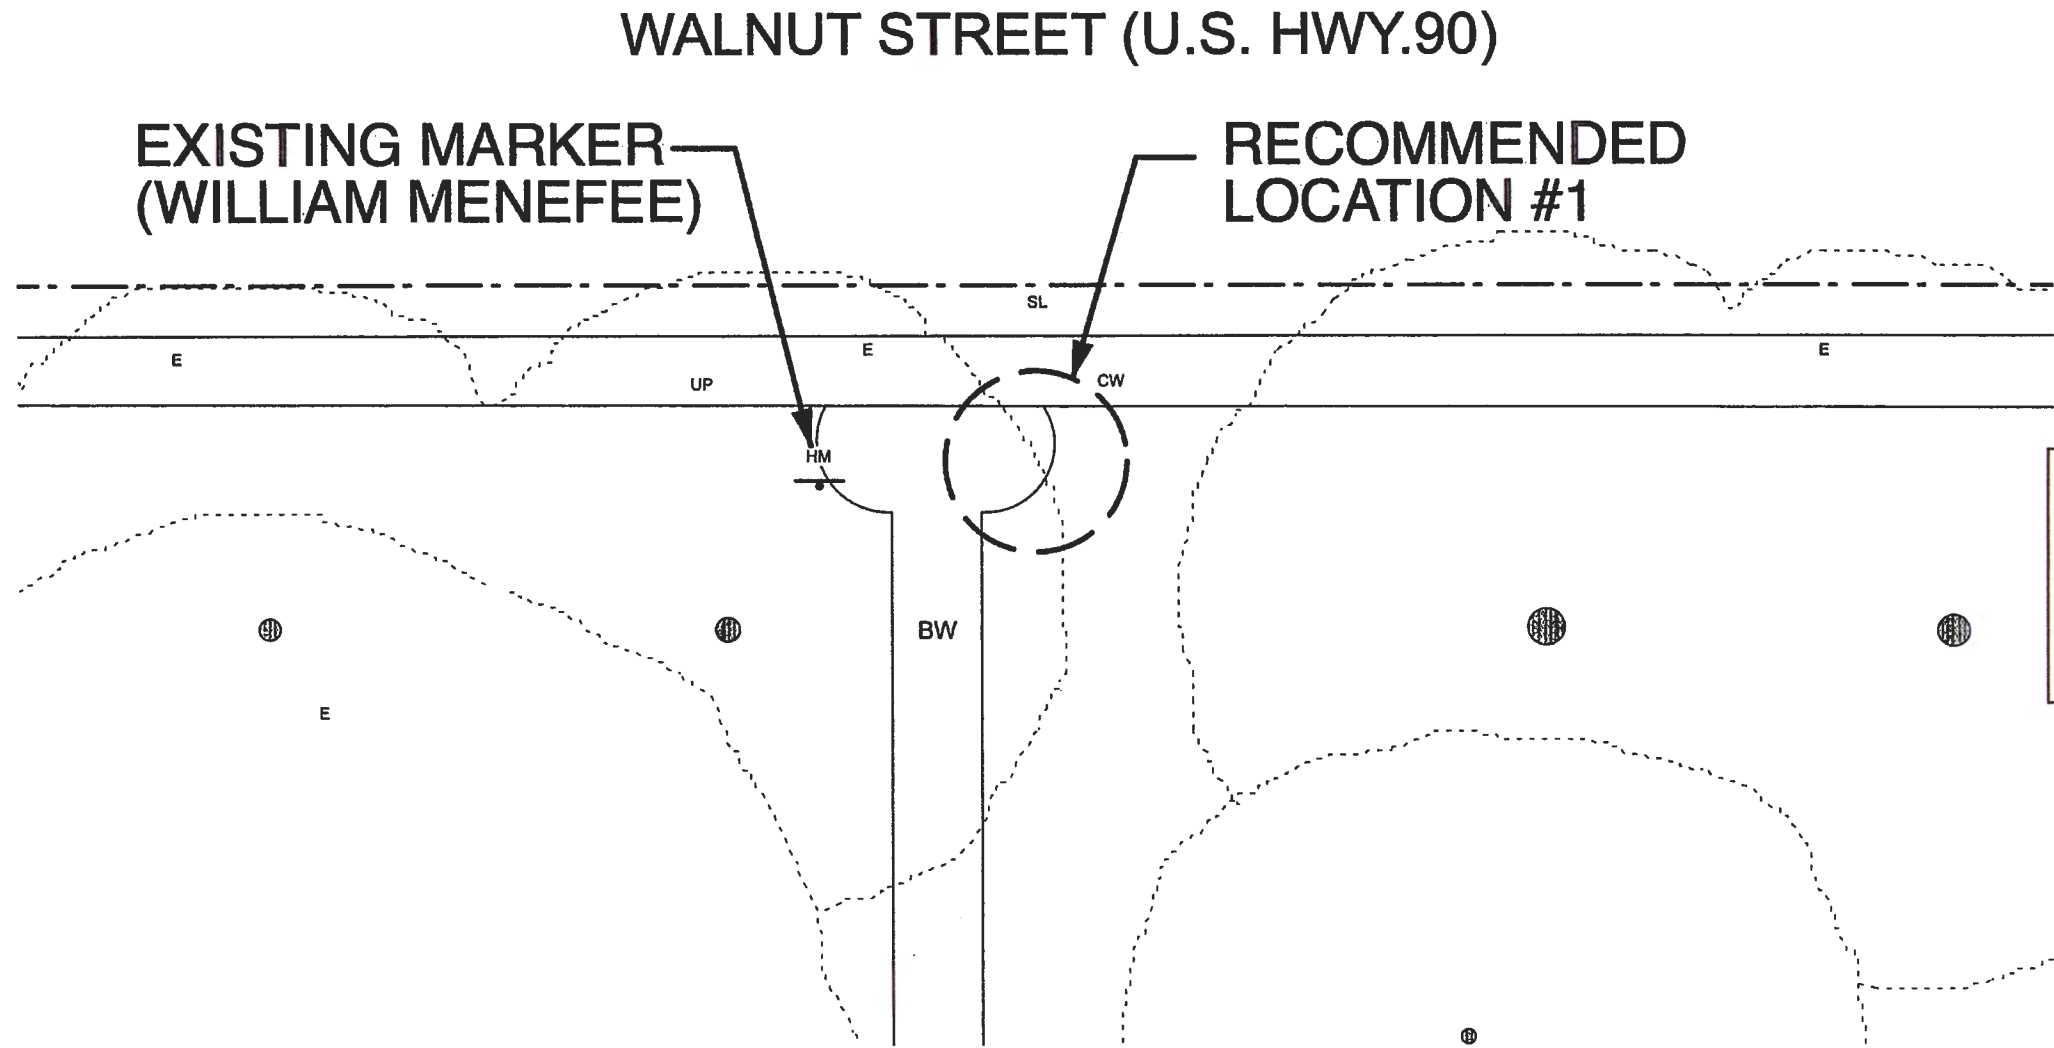 WALNUT STREET (U.S. HWY.90)
EXISTING MARKER
(WILLIAM MENEFEE)
RECOMMENDED
LOCATION #1
SL
E
E
E
UP
CW
HM
BW
E